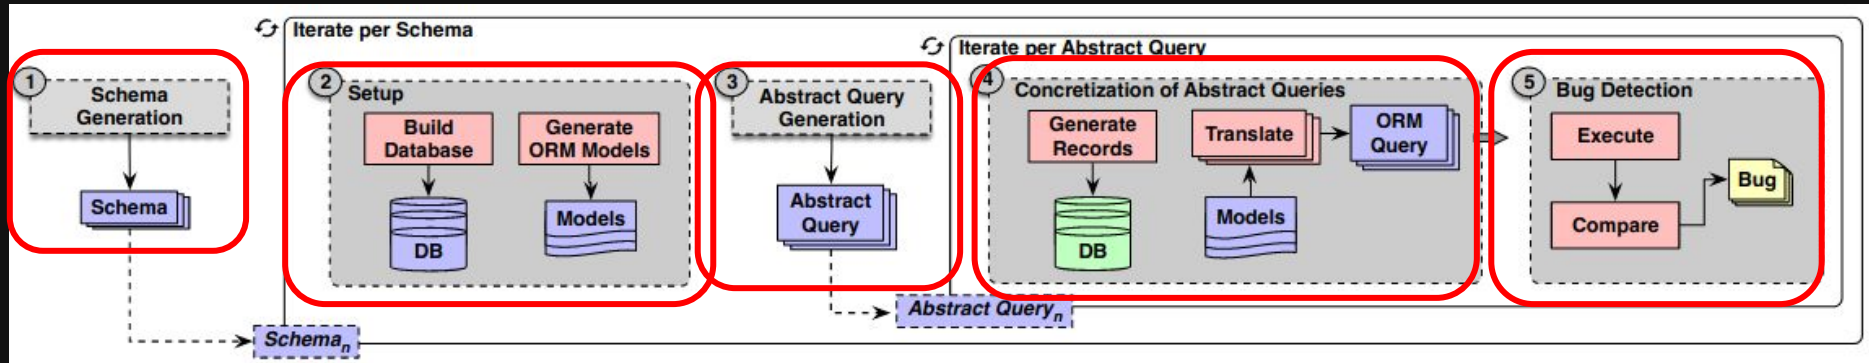 Iterate per Schema
Iterate per Abstract Query
1
Schema
Generation
Schema
Schema n
2
Setup
Build
Database
Generate
ORM Models
DB
Models
3
Abstract Query
Generation
Abstract
Query
Abstract Query n
4
Concretization of Abstract Queries
Generate
Records
Translate
ORM
Query
DB
Models
5
Bug Detection
Execute
Compare
Bug